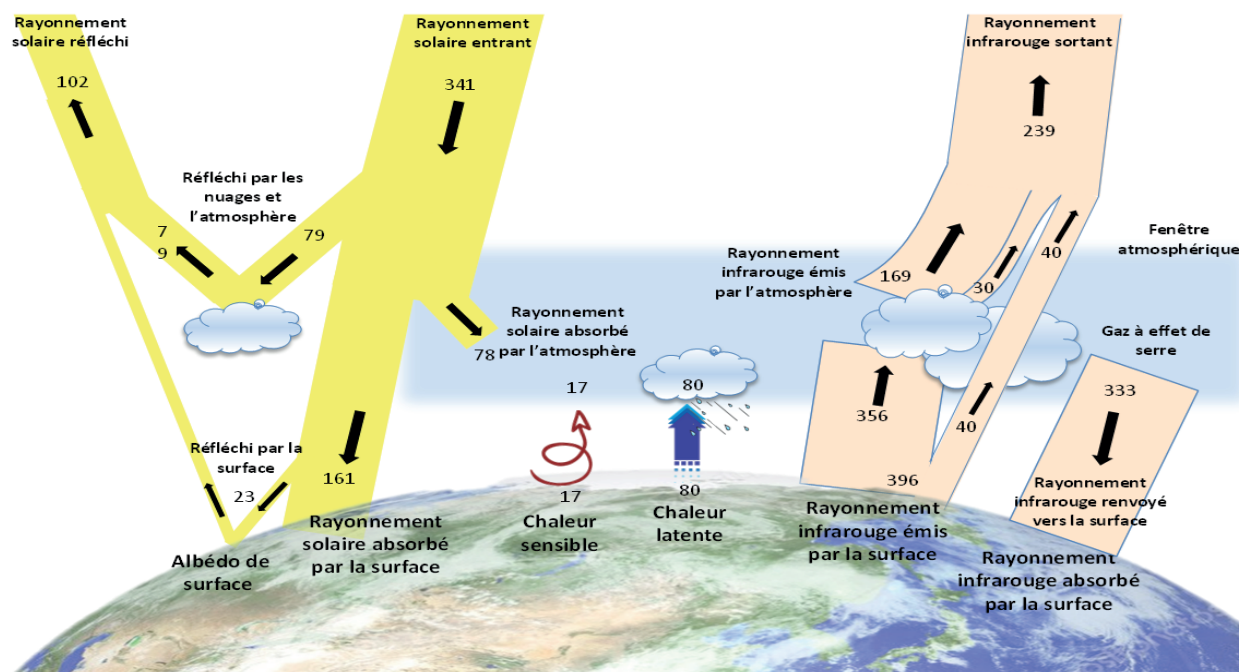 Rayonnement
solaire réfléchi
102
Rayonnement
solaire entrant
341
Rayonnement
infrarouge sortant
239
Réfléchi par les
nuages et
l’atmosphère
7
9
79
Rayonnement
solaire absorbé
par l’atmosphère
78
Rayonnement
infrarouge émis
par l’atmosphère
169
30
40
Fenêtre
atmosphérique
Gaz à effet de
serre
17
80
356
40
333
Réfléchi par la
surface
23
161
17
80
396
Rayonnement
infrarouge renvoyé
vers la surface
Albédo de
surface
Rayonnement
solaire absorbé
par la surface
Chaleur
sensible
Chaleur
latente
Rayonnement
infrarouge émis
par la surface
Rayonnement
infrarouge absorbé
par la surface